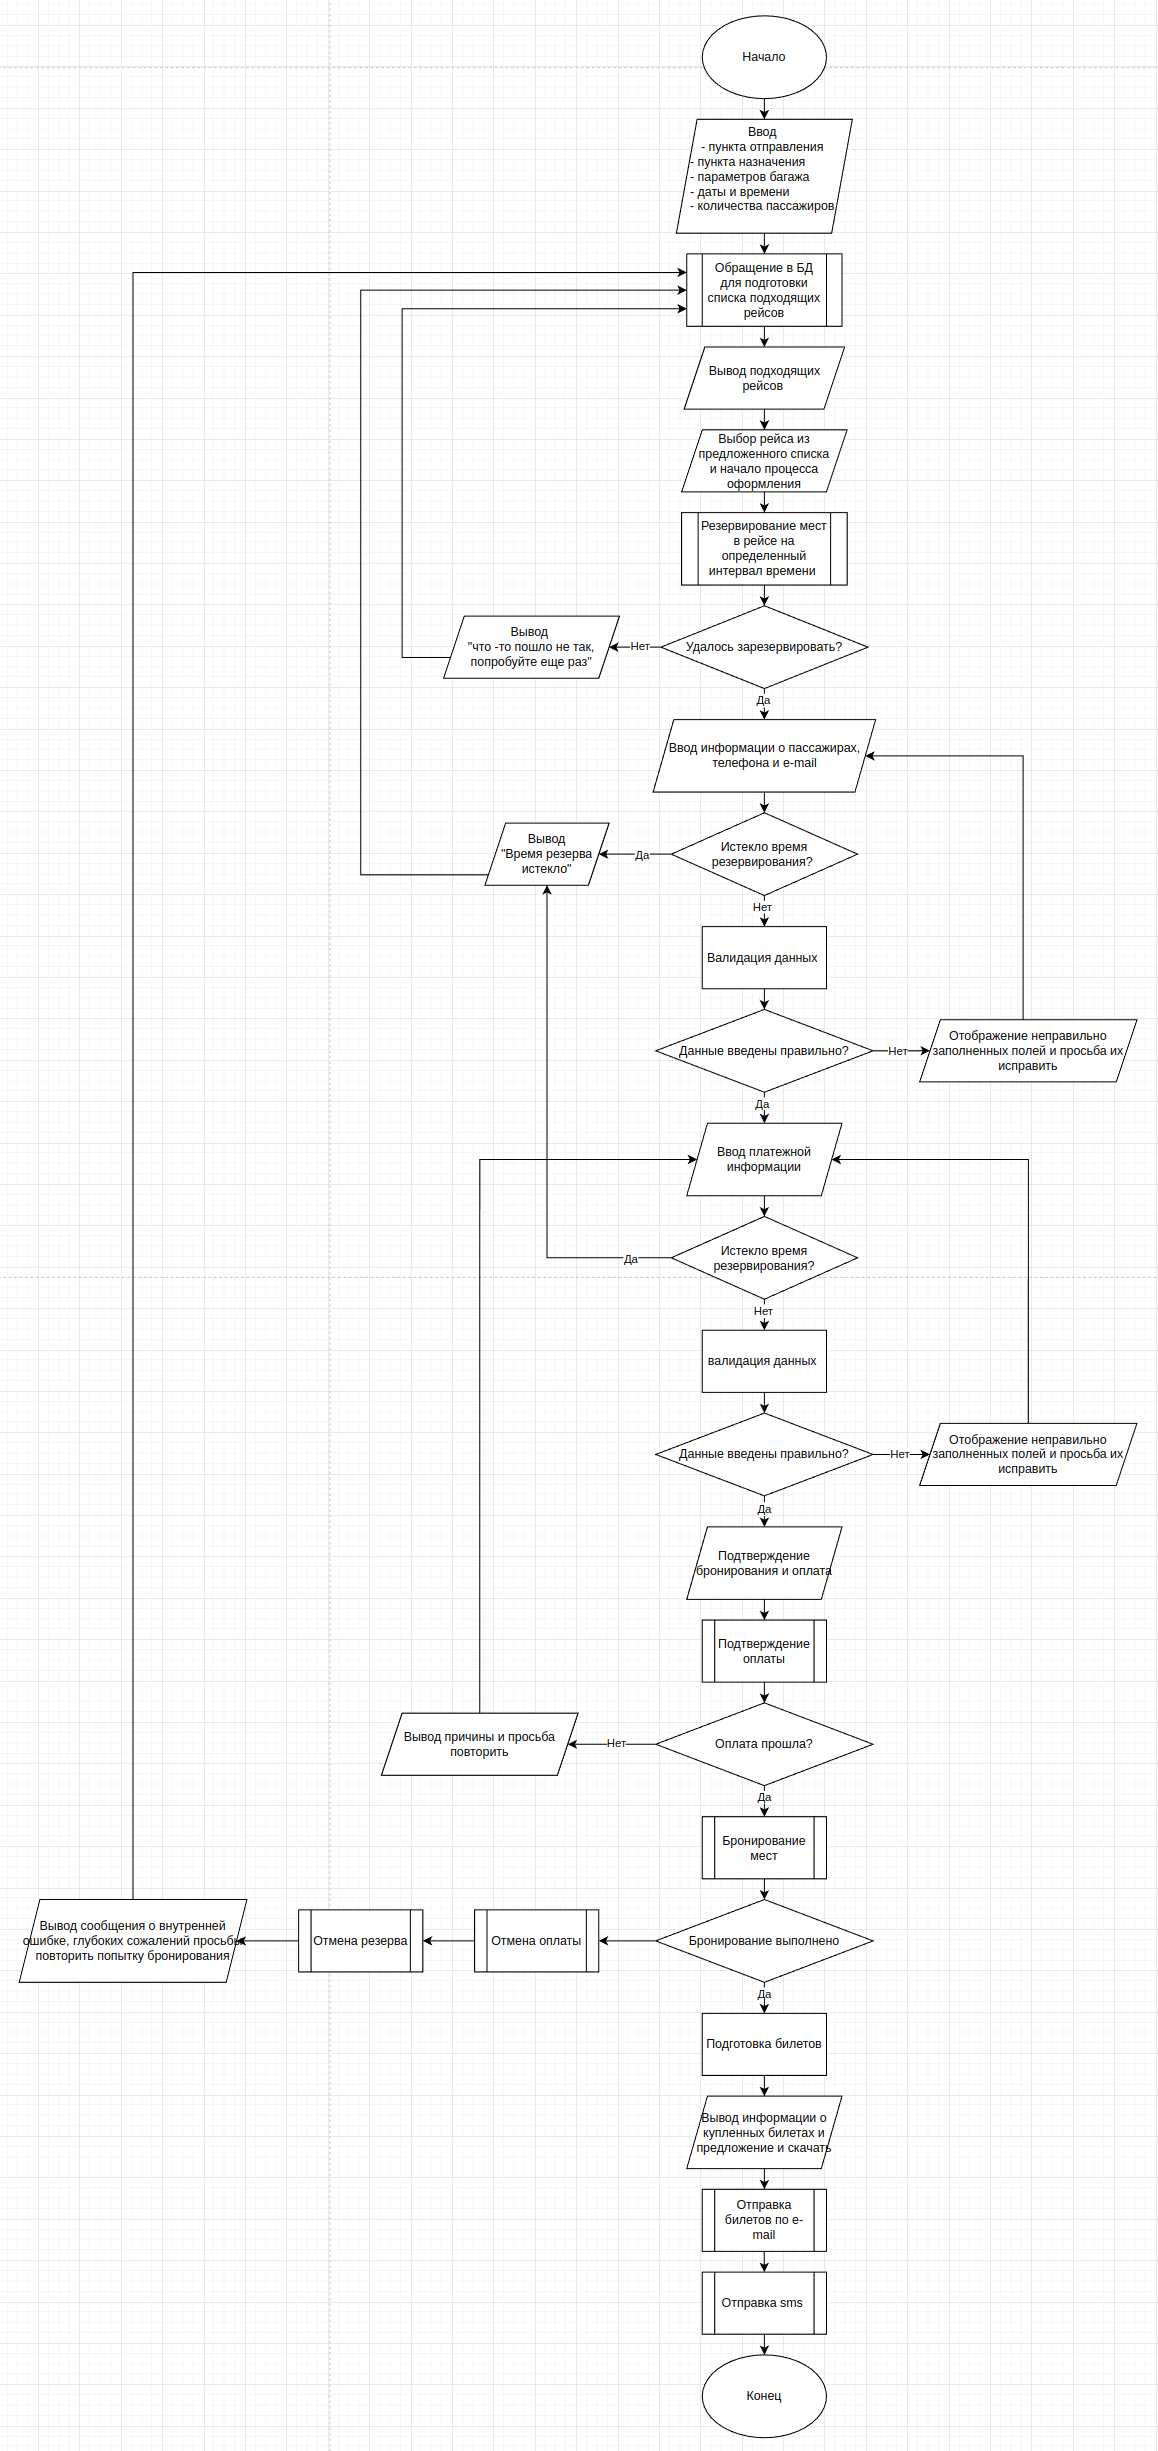 Начало
Ввод
- пункта отправления
- пункта назначения
- параметров багажа
- даты и времени
- количества пассажиров
Обращение в БД
для подготовки
списка подходящих
рейсов
Вывод подходящих
рейсов
Выбор рейса из
предложенного списка
и начало процесса
оформления
Резервирование мест
в рейсе на
определенный
интервал времени
Удалось зарезервировать?
Нет
Вывод
"что -то пошло не так,
попробуйте еще раз"
Да
Ввод информации о пассажирах,
телефона и e-mail
Истекло время
резервирования?
Да
Вывод
"Время резерва
истекло"
Нет
Валидация данных
Данные введены правильно?
Нет
Отображение неправильно
заполненных полей и просьба их
исправить
Да
Ввод платежной
информации
Истекло время
резервирования?
Да
Нет
валидация данных
Данные введены правильно?
Нет
Отображение неправильно
заполненных полей и просьба их
исправить
Да
Подтверждение
бронирования и оплата
Подтверждение
оплаты
Оплата прошла?
Нет
Вывод причины и просьба
повторить
Да
Бронирование
мест
Бронирование выполнено
Отмена оплаты
Отмена резерва
Вывод сообщения о внутренней
ошибке, глубоких сожалений просьбы
повторить попытку бронирования
Да
Подготовка билетов
Вывод информации о
купленных билетах и
предложение и скачать
Отправка
билетов по e-
mail
Отправка sms
Конец